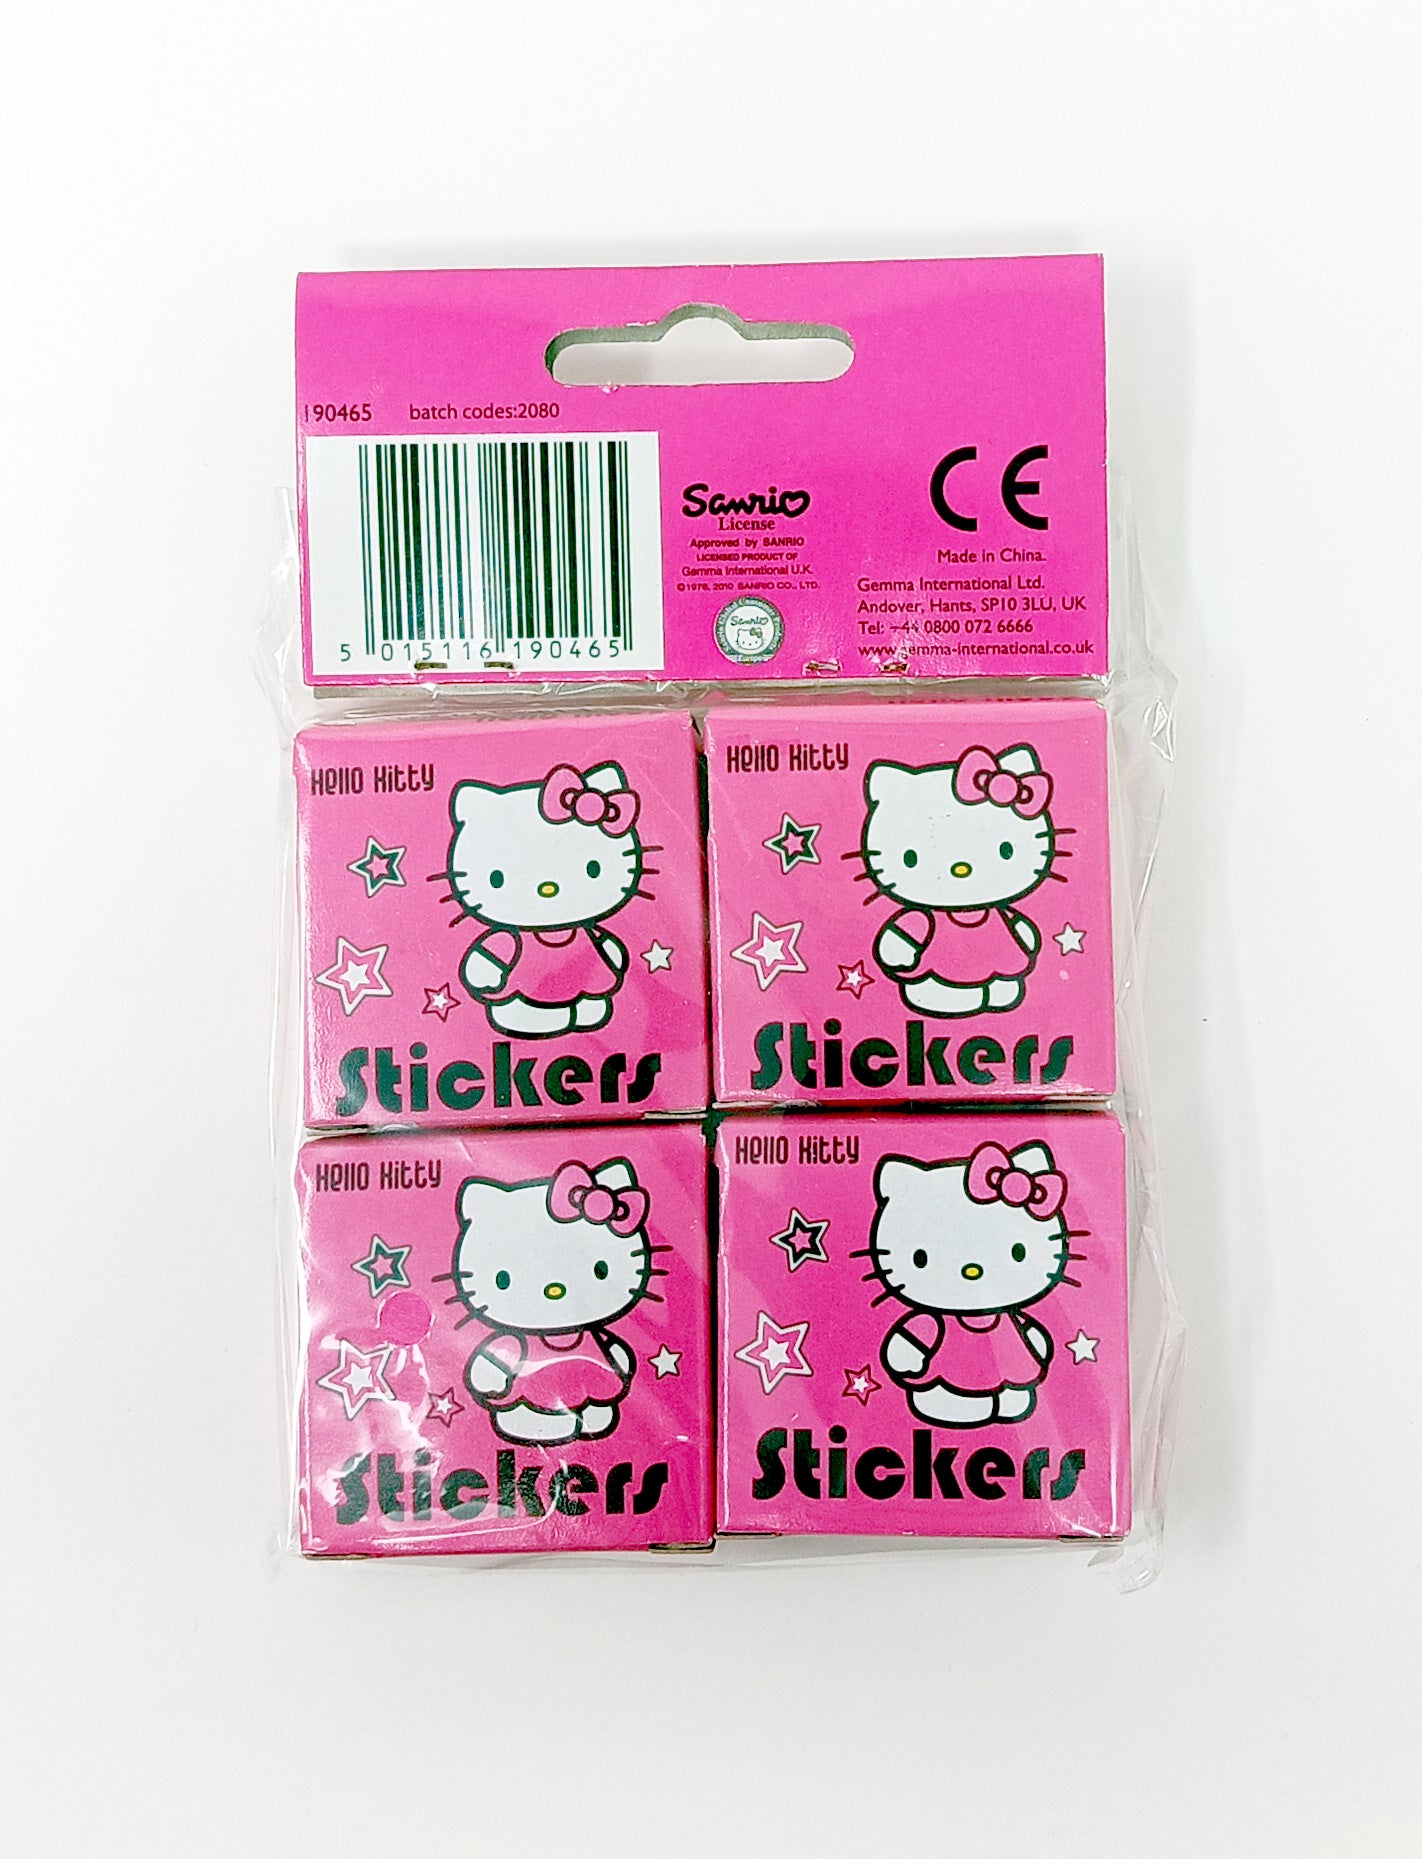 190465 batch codes:2080
5 015116 190465
Sanrio
License
Approved by SANRIO
LICENSED PRODUCT OF
Gemma International U.K.
©1976, 2010 SANRIO CO., LTD.
Sanrio
CE
Made in China.
Gemma International Ltd.
Andover, Hants, SP10 3LU, UK
Tel: +44 0800 072 6666
www.gemma-international.co.uk
Hello Kitty
Stickers
Hello Kitty
Stickers
Hello Kitty
Stickers
Hello Kitty
Stickers